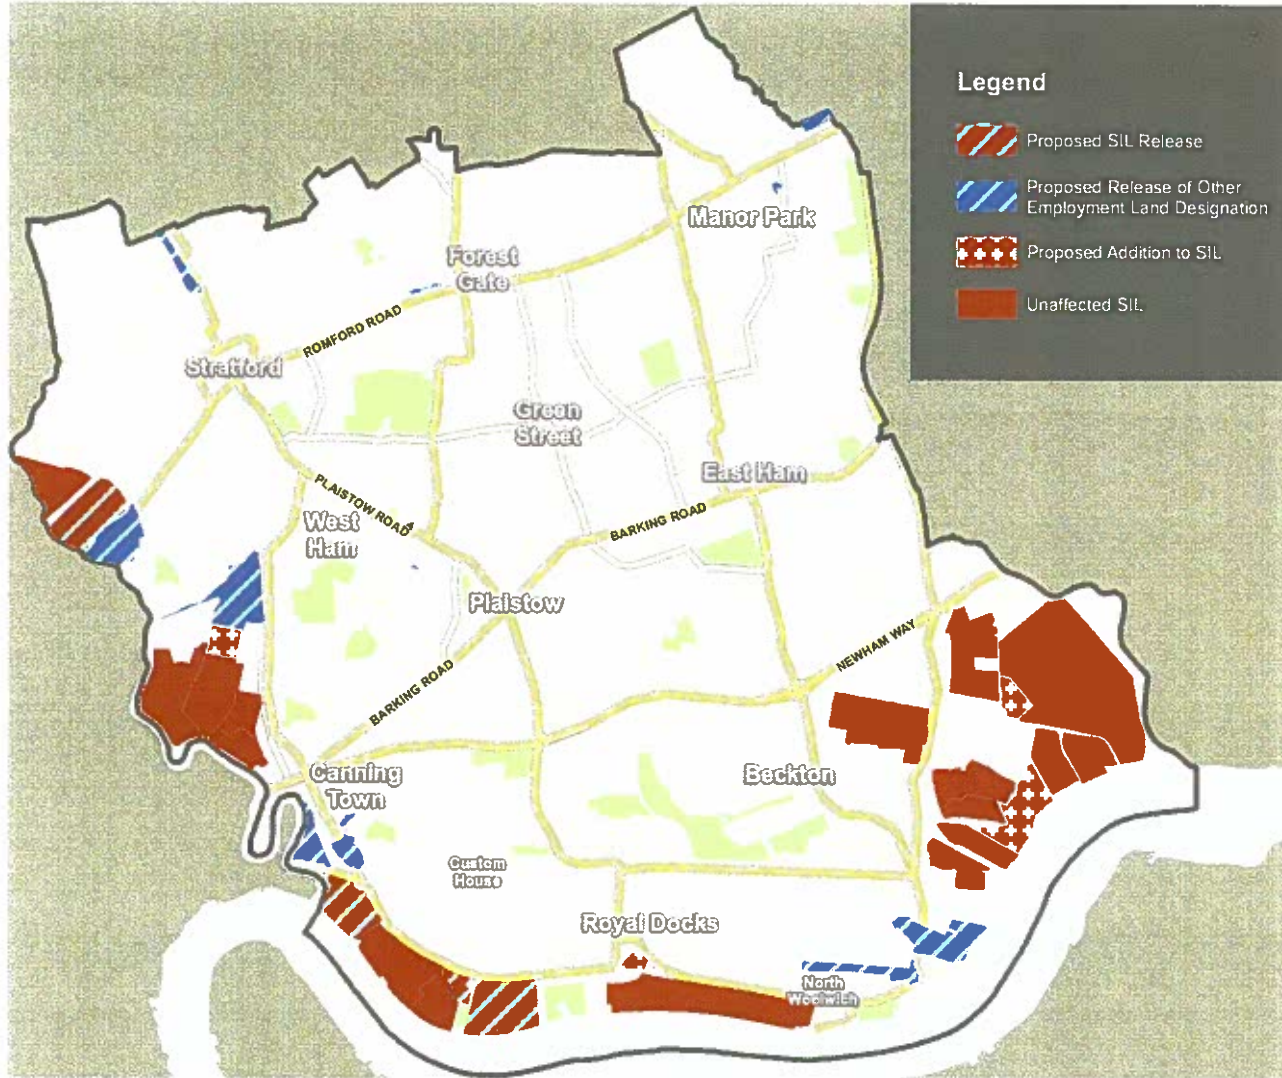 Legend
Proposed SIL Release
Proposed Release of Other
Employment Land Designation
Proposed Addition to SIL
Unaffected SIL
Manor Park
Forest
Gate
ROMFORD ROAD
Stratford
Green
Street
East Ham
PLAISTOW ROAD
West
Ham
BARKING ROAD
Plaistow
NEWHAM WAY
BARKING ROAD
Canning
Town
Beckton
Custom
House
Royal Docks
North
Woolwich